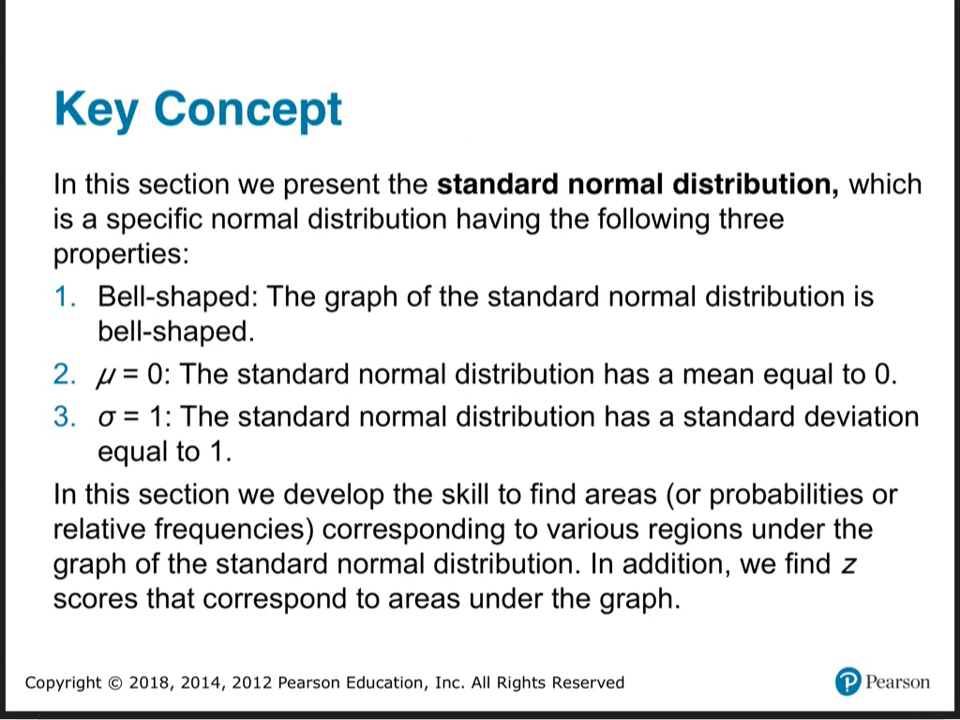 Key Concept
In this section we present the standard normal distribution, which
is a specific normal distribution having the following three
properties:
1. Bell-shaped: The graph of the standard normal distribution is
bell-shaped.
2. μ = 0: The standard normal distribution has a mean equal to 0.
3. σ = 1: The standard normal distribution has a standard deviation
equal to 1.
In this section we develop the skill to find areas (or probabilities or
relative frequencies) corresponding to various regions under the
graph of the standard normal distribution. In addition, we find z
scores that correspond to areas under the graph.
Copyright © 2018, 2014, 2012 Pearson Education, Inc. All Rights Reserved
P Pearson